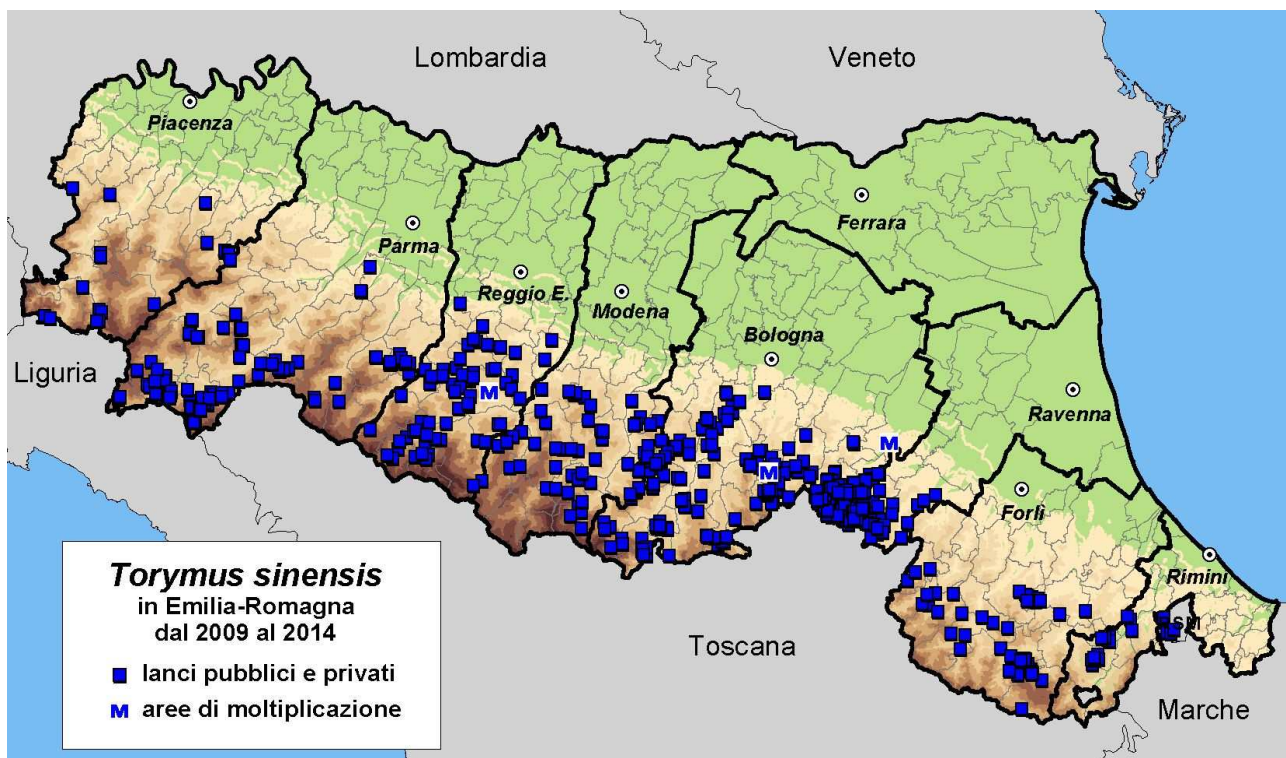 Lombardia
Veneto
Piacenza
Parma
Ferrara
Reggio E.
Modena
Bologna
Liguria
Ravenna
Forlì
Rimini
SM
Toscana
Marche
M
M
M
Torymus sinensis
in Emilia-Romagna
dal 2009 al 2014
lanci pubblici e privati
M aree di moltiplicazione